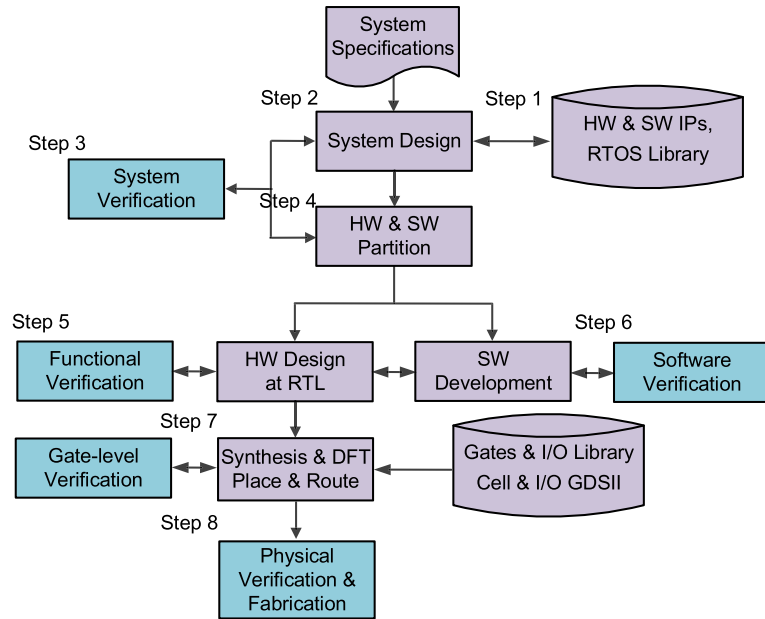 System
Specifications
Step 2
Step 1
System Design
HW & SW IPs,
RTOS Library
Step 3
System
Verification
Step 4
HW & SW
Partition
Step 5
Step 6
Functional
Verification
HW Design
at RTL
SW
Development
Software
Verification
Step 7
Gate-level
Verification
Synthesis & DFT
Place & Route
Gates & I/O Library
Cell & I/O GDSII
Step 8
Physical
Verification &
Fabrication